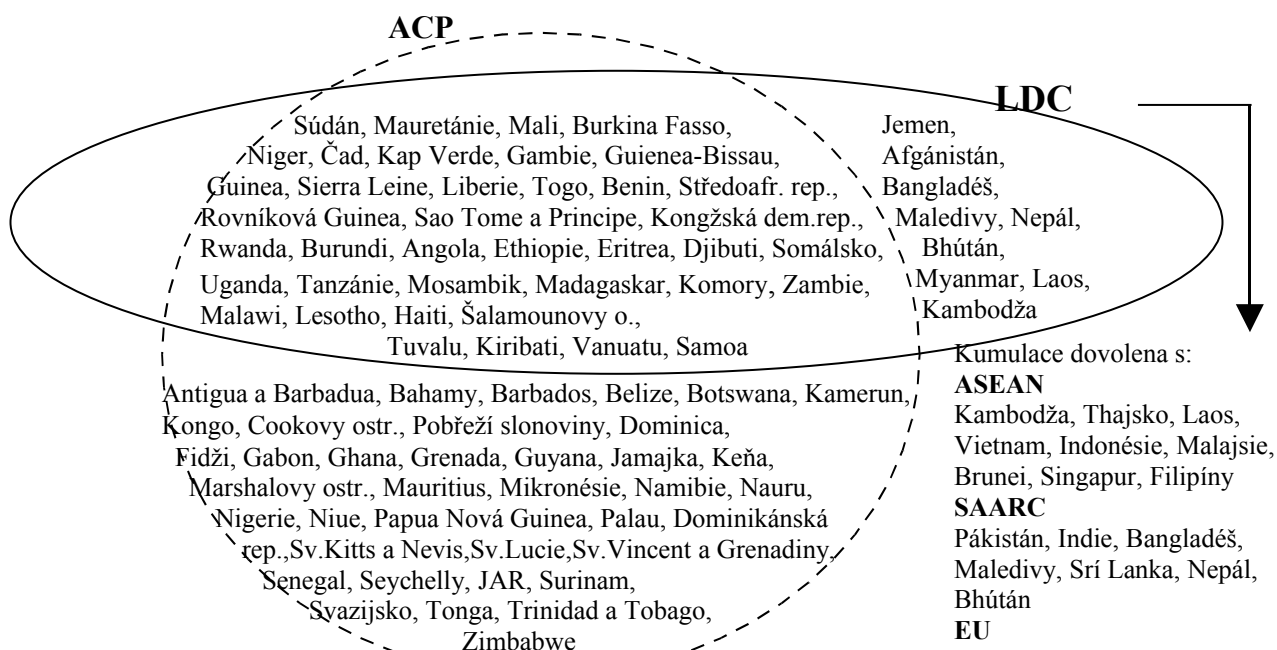 ACP
LDC
Súdán, Mauretánie, Mali, Burkina Fasso,
Niger, Čad, Kap Verde, Gambie, Guienea-Bissau,
Guinea, Sierra Leine, Liberie, Togo, Benin, Středoafr. rep.,
Rovníková Guinea, Sao Tome a Principe, Kongžská dem.rep.,
Rwanda, Burundi, Angola, Ethiopie, Eritrea, Djibuti, Somálsko,
Uganda, Tanzánie, Mosambik, Madagaskar, Komory, Zambie,
Malawi, Lesotho, Haiti, Šalamounovy o.,
Tuvalu, Kiribati, Vanuatu, Samoa
Jemen,
Afgánistán,
Bangladéš,
Maledivy, Nepál,
Bhútán,
Myanmar, Laos,
Kambodža
Antigua a Barbadua, Bahamy, Barbados, Belize, Botswana, Kamerun,
Kongo, Cookovy ostr., Pobřeží slonoviny, Dominica,
Fidži, Gabon, Ghana, Grenada, Guyana, Jamajka, Keňa,
Marshalovy ostr., Mauritius, Mikronésie, Namibie, Nauru,
Nigerie, Niue, Papua Nová Guinea, Palau, Dominikánská
rep.,Sv.Kitts a Nevis,Sv.Lucie,Sv.Vincent a Grenadiny,
Senegal, Seychelly, JAR, Surinam,
Svazijsko, Tonga, Trinidad a Tobago,
Zimbabwe
Kumulace dovolena s:
ASEAN
Kambodža, Thajsko, Laos,
Vietnam, Indonésie, Malajsie,
Brunei, Singapur, Filipíny
SAARC
Pákistán, Indie, Bangladéš,
Maledivy, Srí Lanka, Nepál,
Bhútán
EU